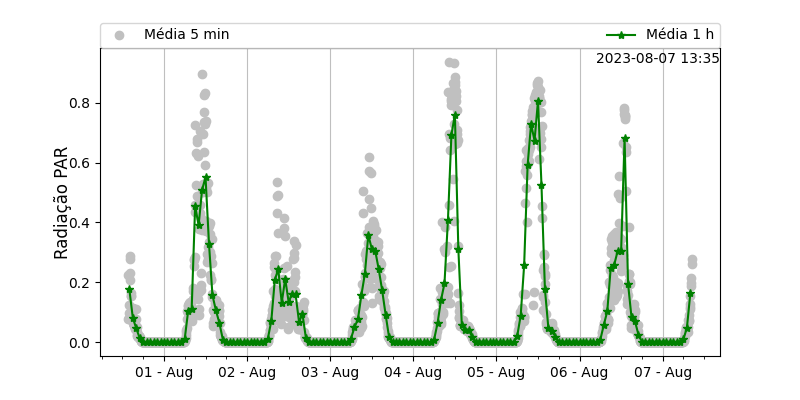 Média 5 min
Média 1 h
2023-08-07 13:35
Radiação PAR
0.8
0.6
0.4
0.2
0.0
01 - Aug
02 - Aug
03 - Aug
04 - Aug
05 - Aug
06 - Aug
07 - Aug